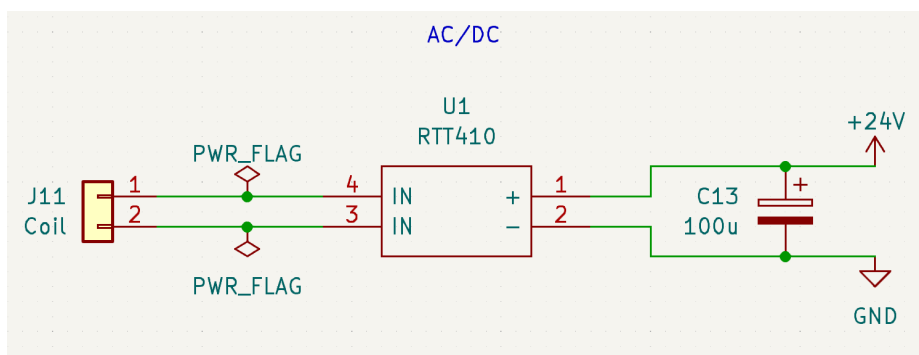 AC/DC
U1
RTT410
+24V
PWR_FLAG
J11
Coil
1
2
4
3
IN
IN
+
-
1
2
C13
100u
+
PWR_FLAG
GND